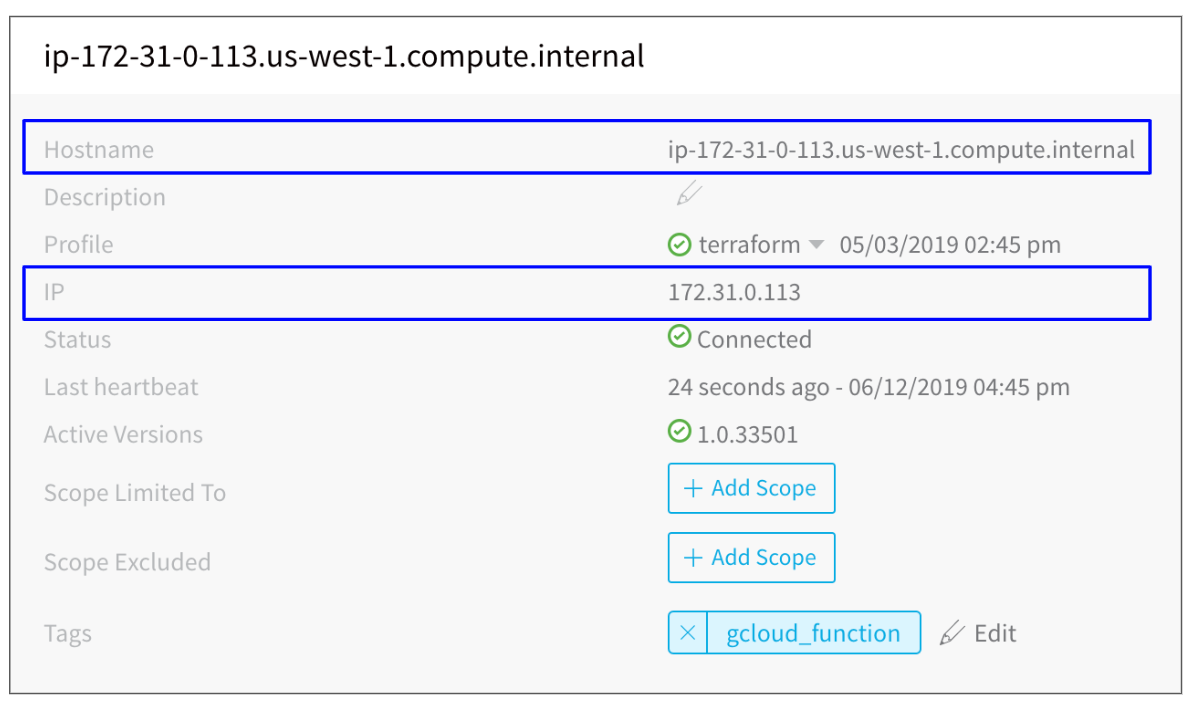 ip-172-31-0-113.us-west-1.compute.internal
Hostname ip-172-31-0-113.us-west-1.compute.internal
Description
Profile terraform 05/03/2019 02:45 pm
IP 172.31.0.113
Status Connected
Last heartbeat 24 seconds ago - 06/12/2019 04:45 pm
Active Versions 1.0.33501
Scope Limited To + Add Scope
Scope Excluded + Add Scope
Tags × gcloud_function Edit